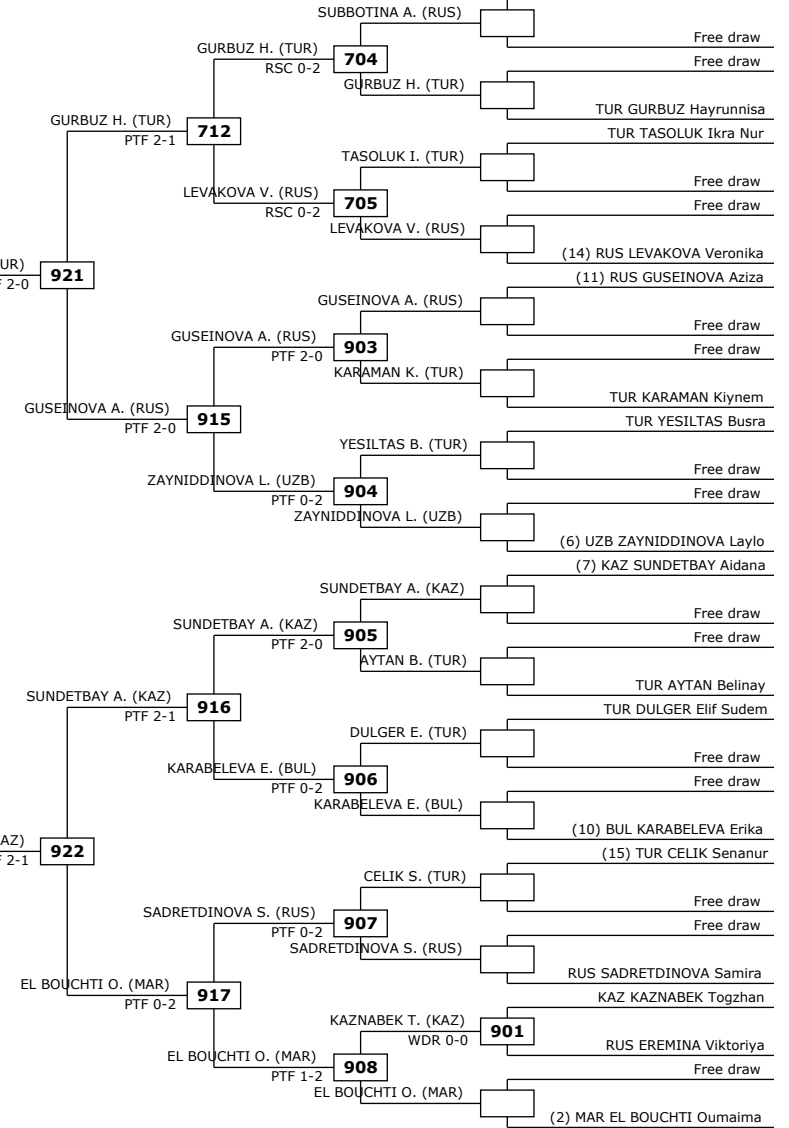 SUBBOTINA A. (RUS)
Free draw
GURBUZ H. (TUR)
704
Free draw
RSC 0-2
GURBUZ H. (TUR)
TUR GURBUZ Hayrunnisa
GURBUZ H. (TUR)
712
TUR TASOLUK Ikra Nur
PTF 2-1
TASOLUK I. (TUR)
Free draw
LEVAKOVA V. (RUS)
705
Free draw
RSC 0-2
LEVAKOVA V. (RUS)
(14) RUS LEVAKOVA Veronika
UR)
921
(11) RUS GUSEINOVA Aziza
2-0
GUSEINOVA A. (RUS)
Free draw
GUSEINOVA A. (RUS)
903
Free draw
PTF 2-0
KARAMAN K. (TUR)
TUR KARAMAN Kiynem
GUSEINOVA A. (RUS)
915
TUR YESILTAS Busra
PTF 2-0
YESILTAS B. (TUR)
Free draw
ZAYNIDDINOVA L. (UZB)
904
Free draw
PTF 0-2
ZAYNIDDINOVA L. (UZB)
(6) UZB ZAYNIDDINOVA Laylo
(7) KAZ SUNDETBAY Aidana
SUNDETBAY A. (KAZ)
Free draw
SUNDETBAY A. (KAZ)
905
Free draw
PTF 2-0
AYTAN B. (TUR)
TUR AYTAN Belinay
SUNDETBAY A. (KAZ)
916
TUR DULGER Elif Sudem
PTF 2-1
DULGER E. (TUR)
Free draw
KARABELEVA E. (BUL)
906
Free draw
PTF 0-2
KARABELEVA E. (BUL)
(10) BUL KARABELEVA Erika
AZ)
922
(15) TUR CELIK Senanur
2-1
CELIK S. (TUR)
Free draw
SADRETDINOVA S. (RUS)
907
Free draw
PTF 0-2
SADRETDINOVA S. (RUS)
RUS SADRETDINOVA Samira
EL BOUCHTI O. (MAR)
917
KAZ KAZNABEK Togzhan
PTF 0-2
KAZNABEK T. (KAZ)
901
WDR 0-0
RUS EREMINA Viktoriya
EL BOUCHTI O. (MAR)
908
Free draw
PTF 1-2
EL BOUCHTI O. (MAR)
(2) MAR EL BOUCHTI Oumaima